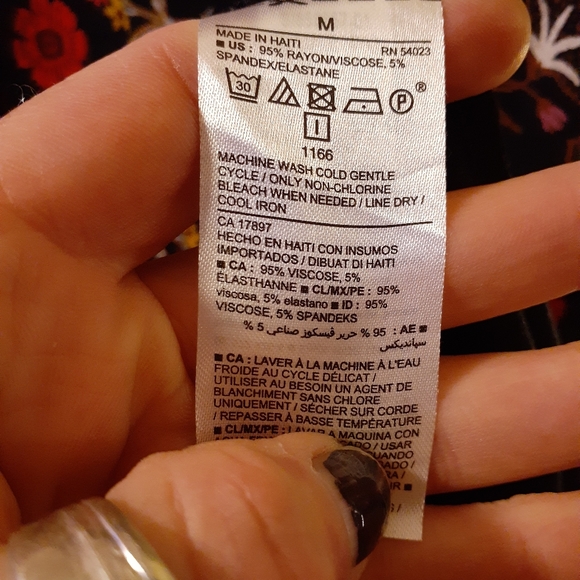 M
MADE IN HAITI RN 54023
■ US : 95% RAYON/VISCOSE, 5%
SPANDEX/ELASTANE
30 P ®
1166
MACHINE WASH COLD GENTLE
CYCLE / ONLY NON-CHLORINE
BLEACH WHEN NEEDED / LINE DRY /
COOL IRON
CA 17897
HECHO EN HAITI CON INSUMOS
IMPORTADOS / DIBUAT DI HAITI
■ CA : 95% VISCOSE, 5%
ÉLASTHANNE ■ CL/MX/PE : 95%
viscosa, 5% elastano ■ ID : 95%
VISCOSE, 5% SPANDEKS
■ AE : 95 % حرير ڤيسكوز صناعي 5 %
سپانديكس
■ CA : LAVER À LA MACHINE À L'EAU
FROIDE AU CYCLE DÉLICAT /
UTILISER AU BESOIN UN AGENT DE
BLANCHIMENT SANS CHLORE
UNIQUEMENT / SÉCHER SUR CORDE
/ REPASSER À BASSE TEMPÉRATURE
■ CL/MX/PE : LAVAR A MAQUINA CON
USAR
CUANDO